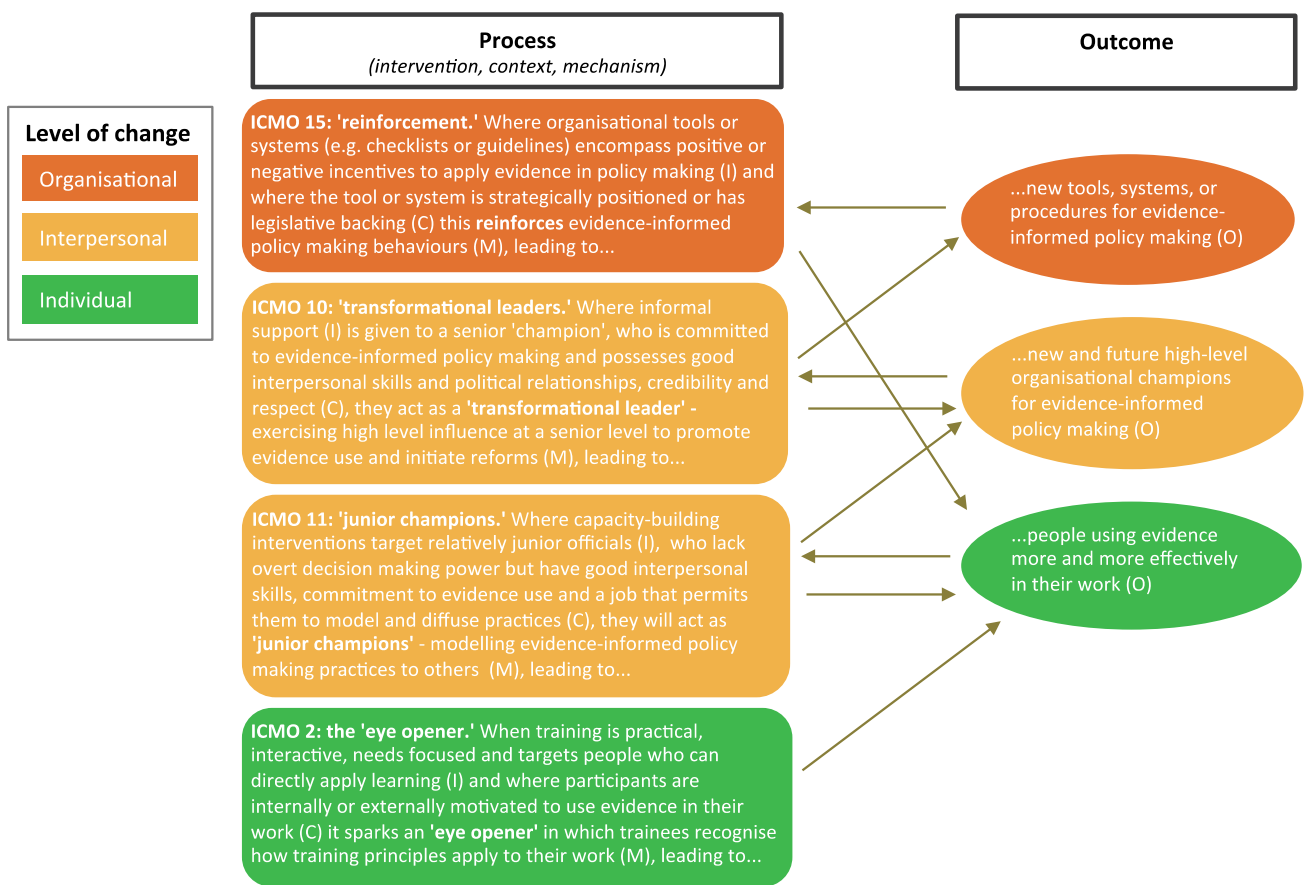 Process
(intervention, context, mechanism)
Outcome
Level of change
Organisational
Interpersonal
Individual
ICMO 15: 'reinforcement.' Where organisational tools or
systems (e.g. checklists or guidelines) encompass positive or
negative incentives to apply evidence in policy making (I) and
where the tool or system is strategically positioned or has
legislative backing (C) this reinforces evidence-informed
policy making behaviours (M), leading to...
ICMO 10: 'transformational leaders.' Where informal
support (I) is given to a senior 'champion', who is committed
to evidence-informed policy making and possesses good
interpersonal skills and political relationships, credibility and
respect (C), they act as a 'transformational leader' -
exercising high level influence at a senior level to promote
evidence use and initiate reforms (M), leading to...
ICMO 11: 'junior champions.' Where capacity-building
interventions target relatively junior officials (I), who lack
overt decision making power but have good interpersonal
skills, commitment to evidence use and a job that permits
them to model and diffuse practices (C), they will act as
'junior champions' - modelling evidence-informed policy
making practices to others (M), leading to...
ICMO 2: the 'eye opener.' When training is practical,
interactive, needs focused and targets people who can
directly apply learning (I) and where participants are
internally or externally motivated to use evidence in their
work (C) it sparks an 'eye opener' in which trainees recognise
how training principles apply to their work (M), leading to...
...new tools, systems, or
procedures for evidence-
informed policy making (O)
...new and future high-level
organisational champions
for evidence-informed
policy making (O)
...people using evidence
more and more effectively
in their work (O)